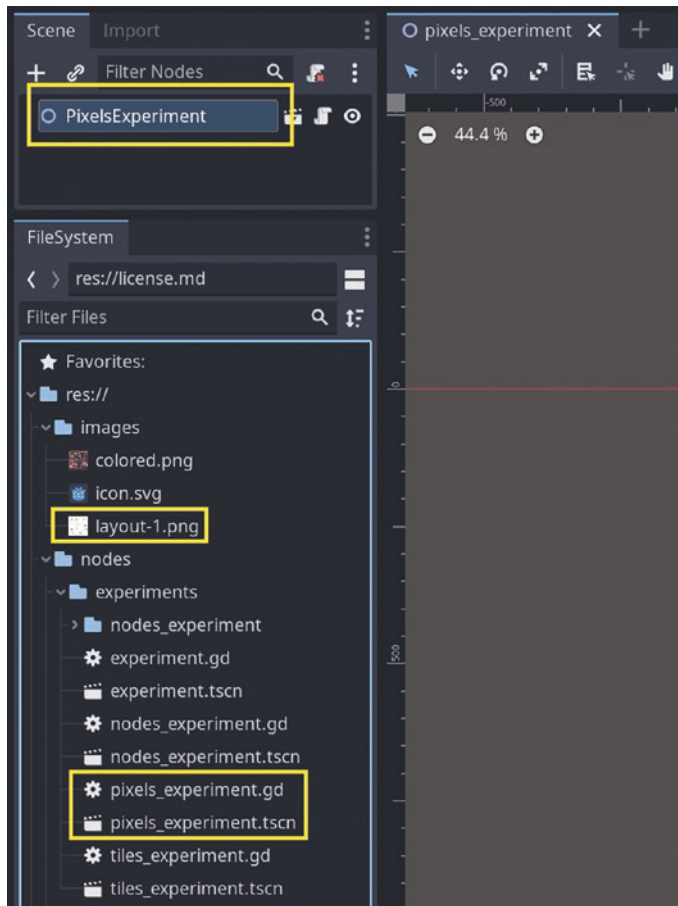 Scene Import
Filter Nodes
PixelsExperiment
FileSystem
res://license.md
Filter Files
Favorites:
res://
images
colored.png
icon.svg
layout-1.png
nodes
experiments
nodes_experiment
experiment.gd
experiment.tscn
nodes_experiment.gd
nodes_experiment.tscn
pixels_experiment.gd
pixels_experiment.tscn
tiles_experiment.gd
tiles_experiment.tscn
pixels_experiment
-500
44.4 %
0
500